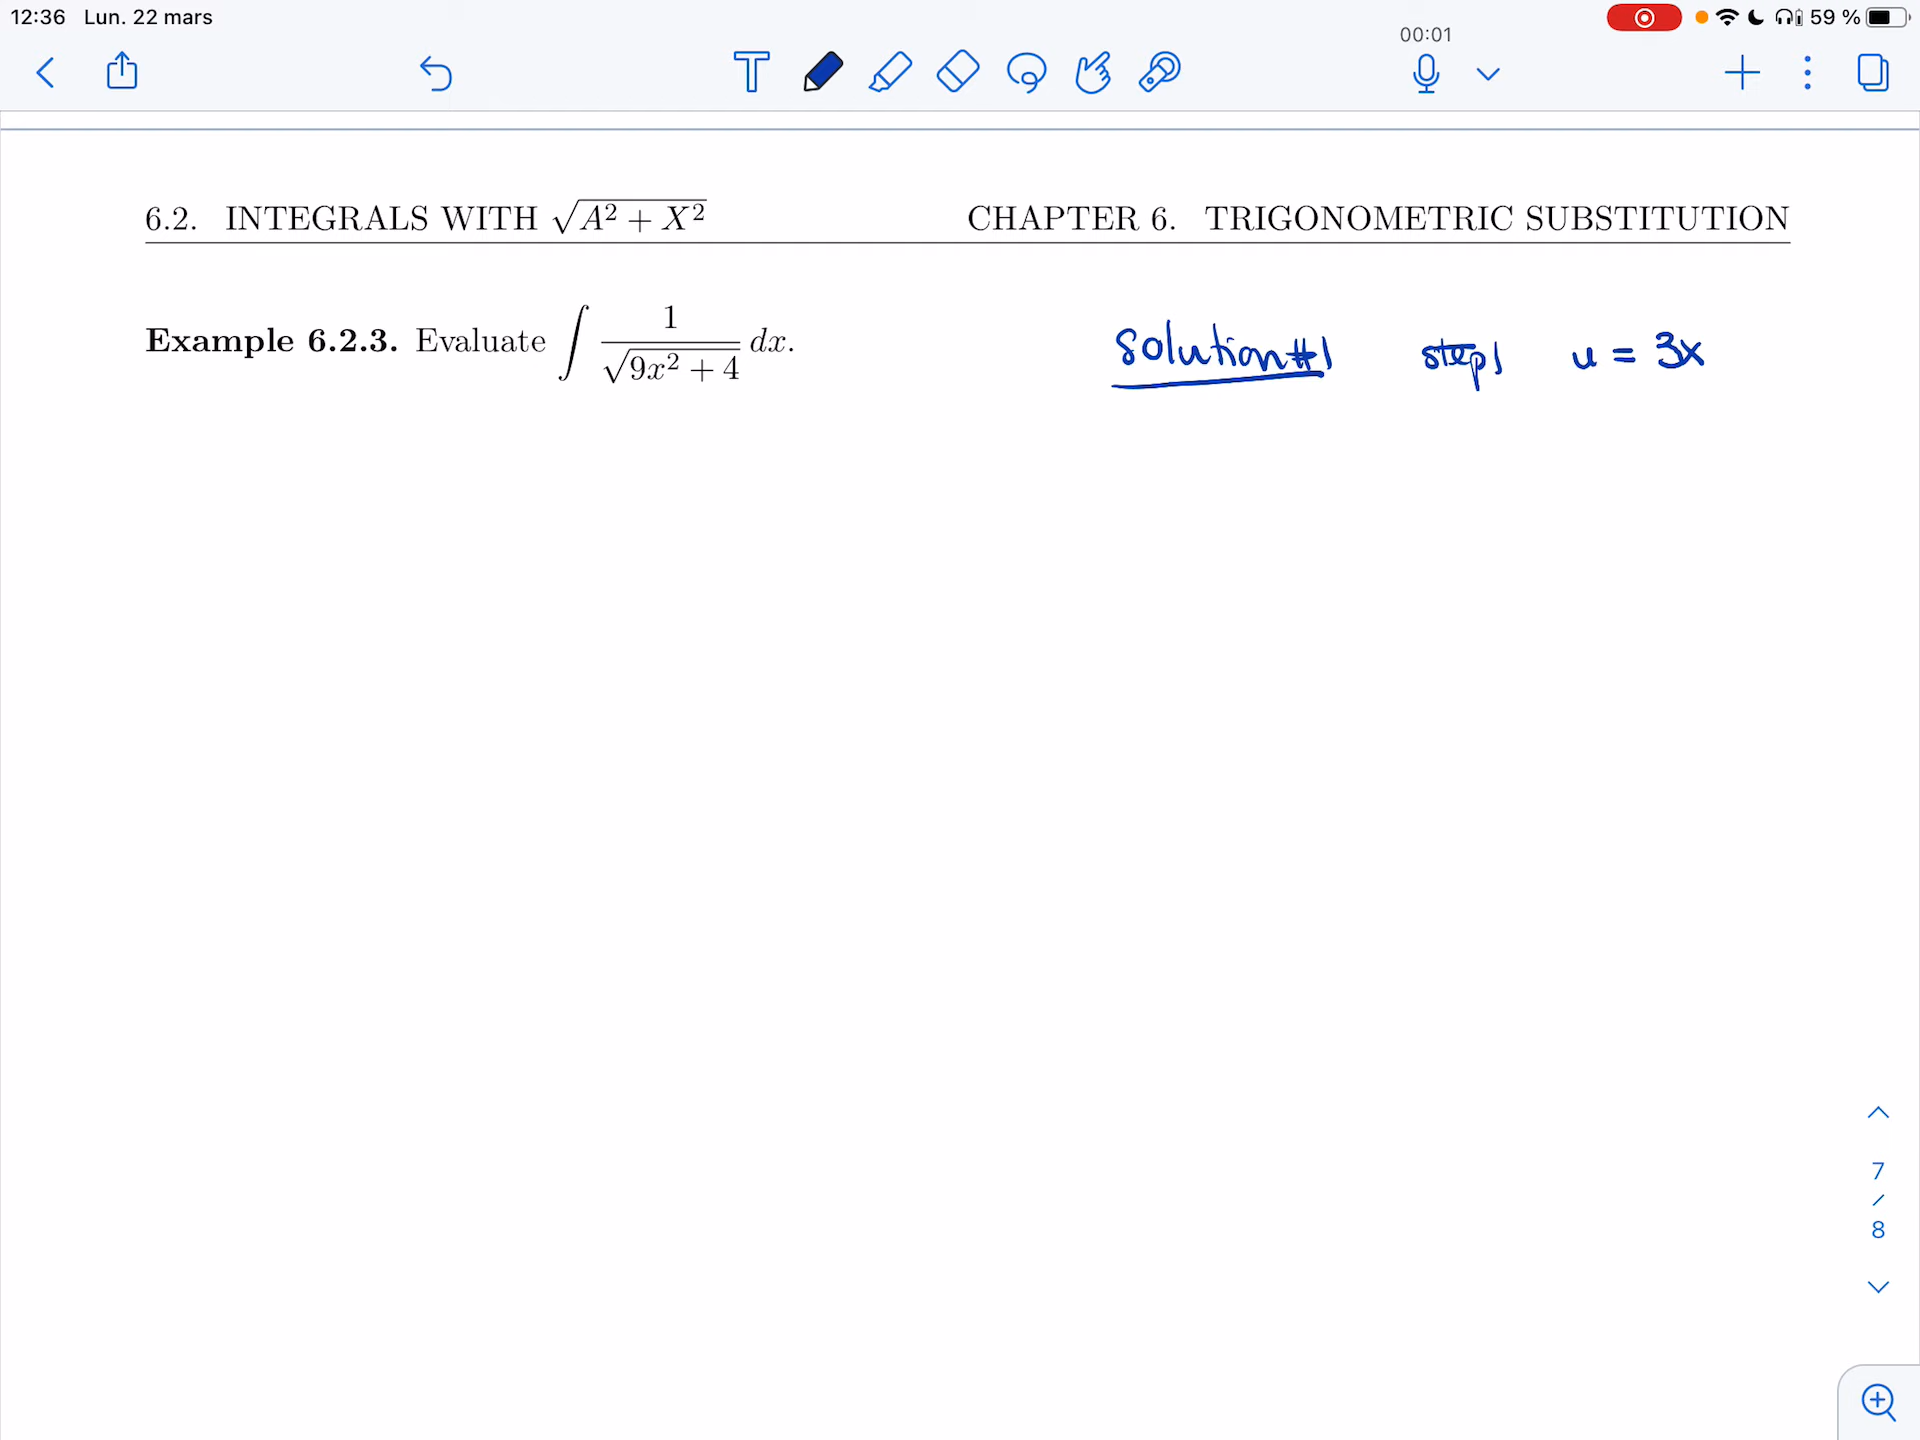 12:36 Lun. 22 mars 59 %
00:01
6.2. INTEGRALS WITH √A² + X² CHAPTER 6. TRIGONOMETRIC SUBSTITUTION
Example 6.2.3. Evaluate ∫ 1/√9x² + 4 dx. Solution#1 step1 u = 3x
7
/
8